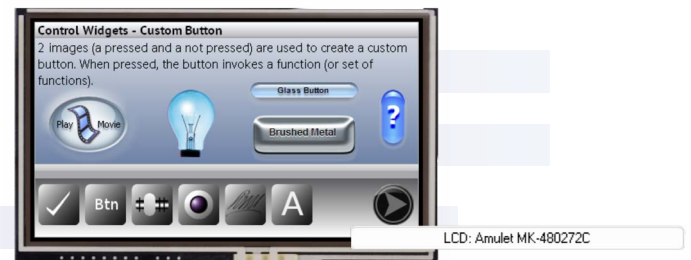 Control Widgets - Custom Button
2 images (a pressed and a not pressed) are used to create a custom
button. When pressed, the button invokes a function (or set of
functions).
Glass Button
Play Movie
Brushed Metal
?
Btn
A
LCD: Amulet MK-480272C